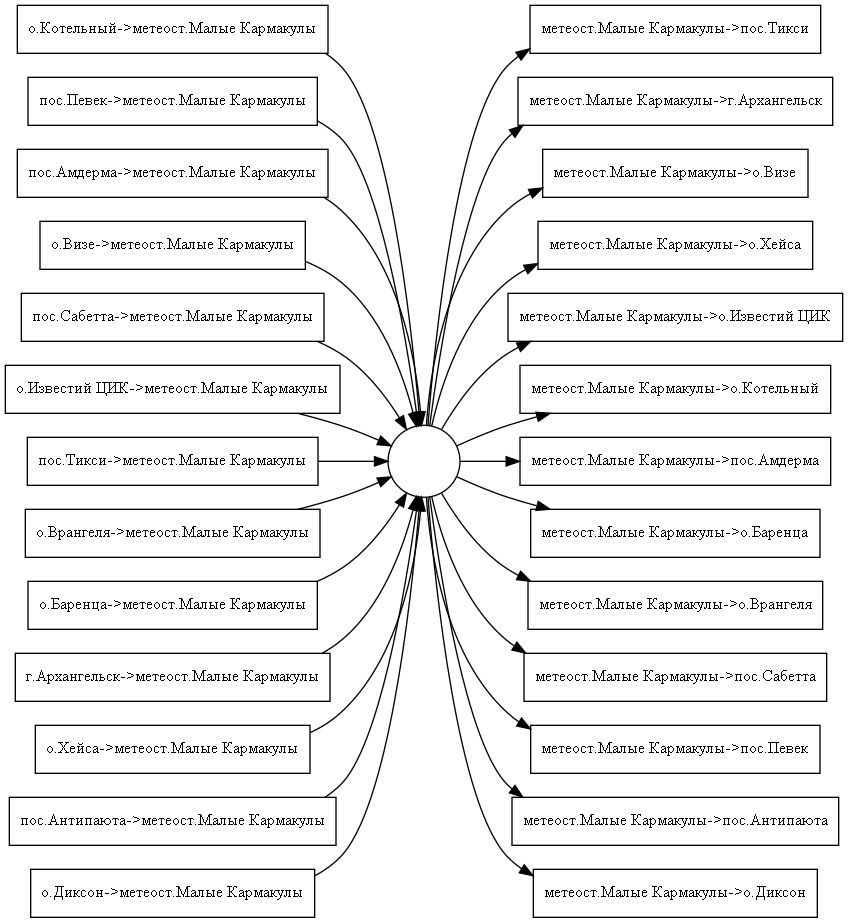 о.Котельный->метеост.Малые Кармакулы
пос.Певек->метеост.Малые Кармакулы
пос.Амдерма->метеост.Малые Кармакулы
о.Визе->метеост.Малые Кармакулы
пос.Сабетта->метеост.Малые Кармакулы
о.Известий ЦИК->метеост.Малые Кармакулы
пос.Тикси->метеост.Малые Кармакулы
о.Врангеля->метеост.Малые Кармакулы
о.Баренца->метеост.Малые Кармакулы
г.Архангельск->метеост.Малые Кармакулы
о.Хейса->метеост.Малые Кармакулы
пос.Антипаюта->метеост.Малые Кармакулы
о.Диксон->метеост.Малые Кармакулы
метеост.Малые Кармакулы->пос.Тикси
метеост.Малые Кармакулы->г.Архангельск
метеост.Малые Кармакулы->о.Визе
метеост.Малые Кармакулы->о.Хейса
метеост.Малые Кармакулы->о.Известий ЦИК
метеост.Малые Кармакулы->о.Котельный
метеост.Малые Кармакулы->пос.Амдерма
метеост.Малые Кармакулы->о.Баренца
метеост.Малые Кармакулы->о.Врангеля
метеост.Малые Кармакулы->пос.Сабетта
метеост.Малые Кармакулы->пос.Певек
метеост.Малые Кармакулы->пос.Антипаюта
метеост.Малые Кармакулы->о.Диксон